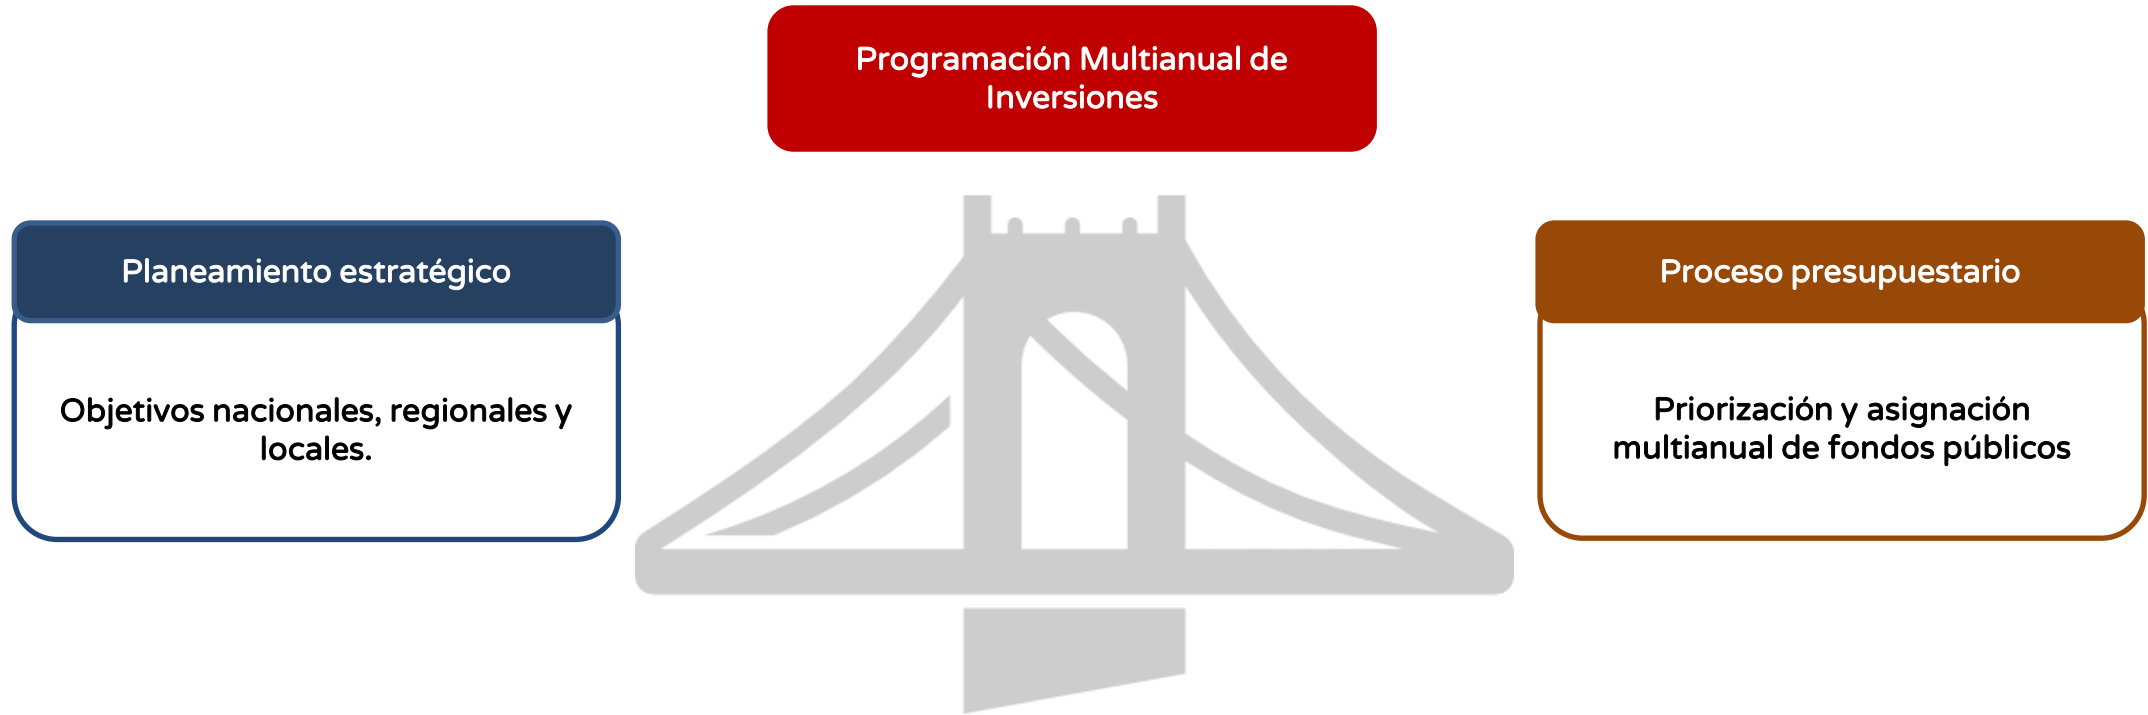 Programación Multianual de
Inversiones
Planeamiento estratégico
Objetivos nacionales, regionales y
locales.
Proceso presupuestario
Priorización y asignación
multianual de fondos públicos